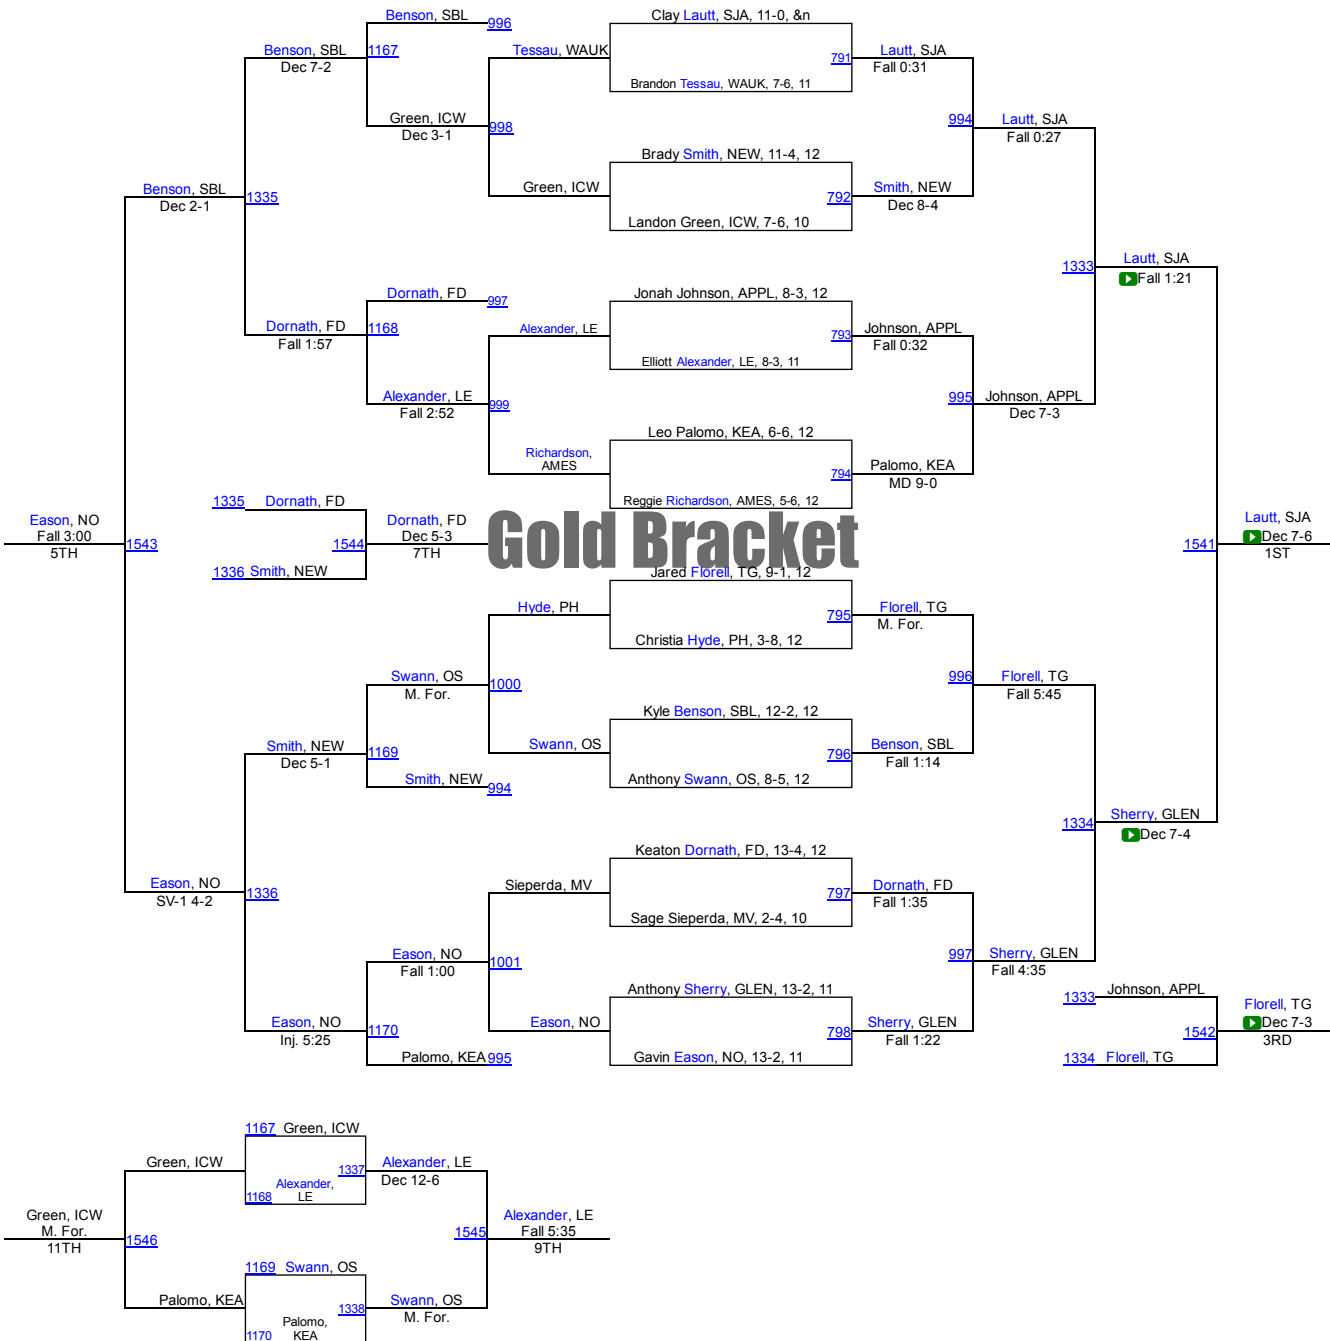 Benson, SBL
996
Clay Lautt, SJA, 11-0, &n
Benson, SBL
1167
Dec 7-2
Tessau, WAUK
791
Lautt, SJA
Fall 0:31
Brandon Tessau, WAUK, 7-6, 11
Green, ICW
998
Dec 3-1
994
Lautt, SJA
Fall 0:27
Brady Smith, NEW, 11-4, 12
Benson, SBL
1335
Dec 2-1
Green, ICW
792
Smith, NEW
Dec 8-4
Landon Green, ICW, 7-6, 10
1333
Lautt, SJA
Fall 1:21
Dornath, FD
997
Jonah Johnson, APPL, 8-3, 12
Dornath, FD
1168
Fall 1:57
Alexander, LE
793
Johnson, APPL
Fall 0:32
Elliott Alexander, LE, 8-3, 11
Alexander, LE
999
Fall 2:52
995
Johnson, APPL
Dec 7-3
Leo Palomo, KEA, 6-6, 12
Richardson,
AMES
794
Palomo, KEA
MD 9-0
Reggie Richardson, AMES, 5-6, 12
1335 Dornath, FD
Eason, NO
Fall 3:00
5TH
1543
1544
Dornath, FD
Dec 5-3
7TH
1336 Smith, NEW
Gold Bracket
1541
Lautt, SJA
Dec 7-6
1ST
Jared Florell, TG, 9-1, 12
Hyde, PH
795
Florell, TG
M. For.
Christia Hyde, PH, 3-8, 12
Swann, OS
1000
M. For.
996
Florell, TG
Fall 5:45
Kyle Benson, SBL, 12-2, 12
Smith, NEW
1169
Dec 5-1
Swann, OS
796
Benson, SBL
Fall 1:14
Smith, NEW
994
Anthony Swann, OS, 8-5, 12
1334
Sherry, GLEN
Dec 7-4
Keaton Dornath, FD, 13-4, 12
Eason, NO
1336
SV-1 4-2
Sieperda, MV
797
Dornath, FD
Fall 1:35
Sage Sieperda, MV, 2-4, 10
Eason, NO
1001
Fall 1:00
997
Sherry, GLEN
Fall 4:35
Anthony Sherry, GLEN, 13-2, 11
1333 Johnson, APPL
Eason, NO
1170
Inj. 5:25
Eason, NO
798
Sherry, GLEN
Fall 1:22
1542
Florell, TG
Dec 7-3
3RD
Palomo, KEA
995
Gavin Eason, NO, 13-2, 11
1334 Florell, TG
1167 Green, ICW
Green, ICW
1337
Alexander, LE
Dec 12-6
Alexander,
LE
1168
Green, ICW
M. For.
11TH
1546
1545
Alexander, LE
Fall 5:35
9TH
1169 Swann, OS
Palomo, KEA
1338
Swann, OS
M. For.
Palomo,
KEA
1170